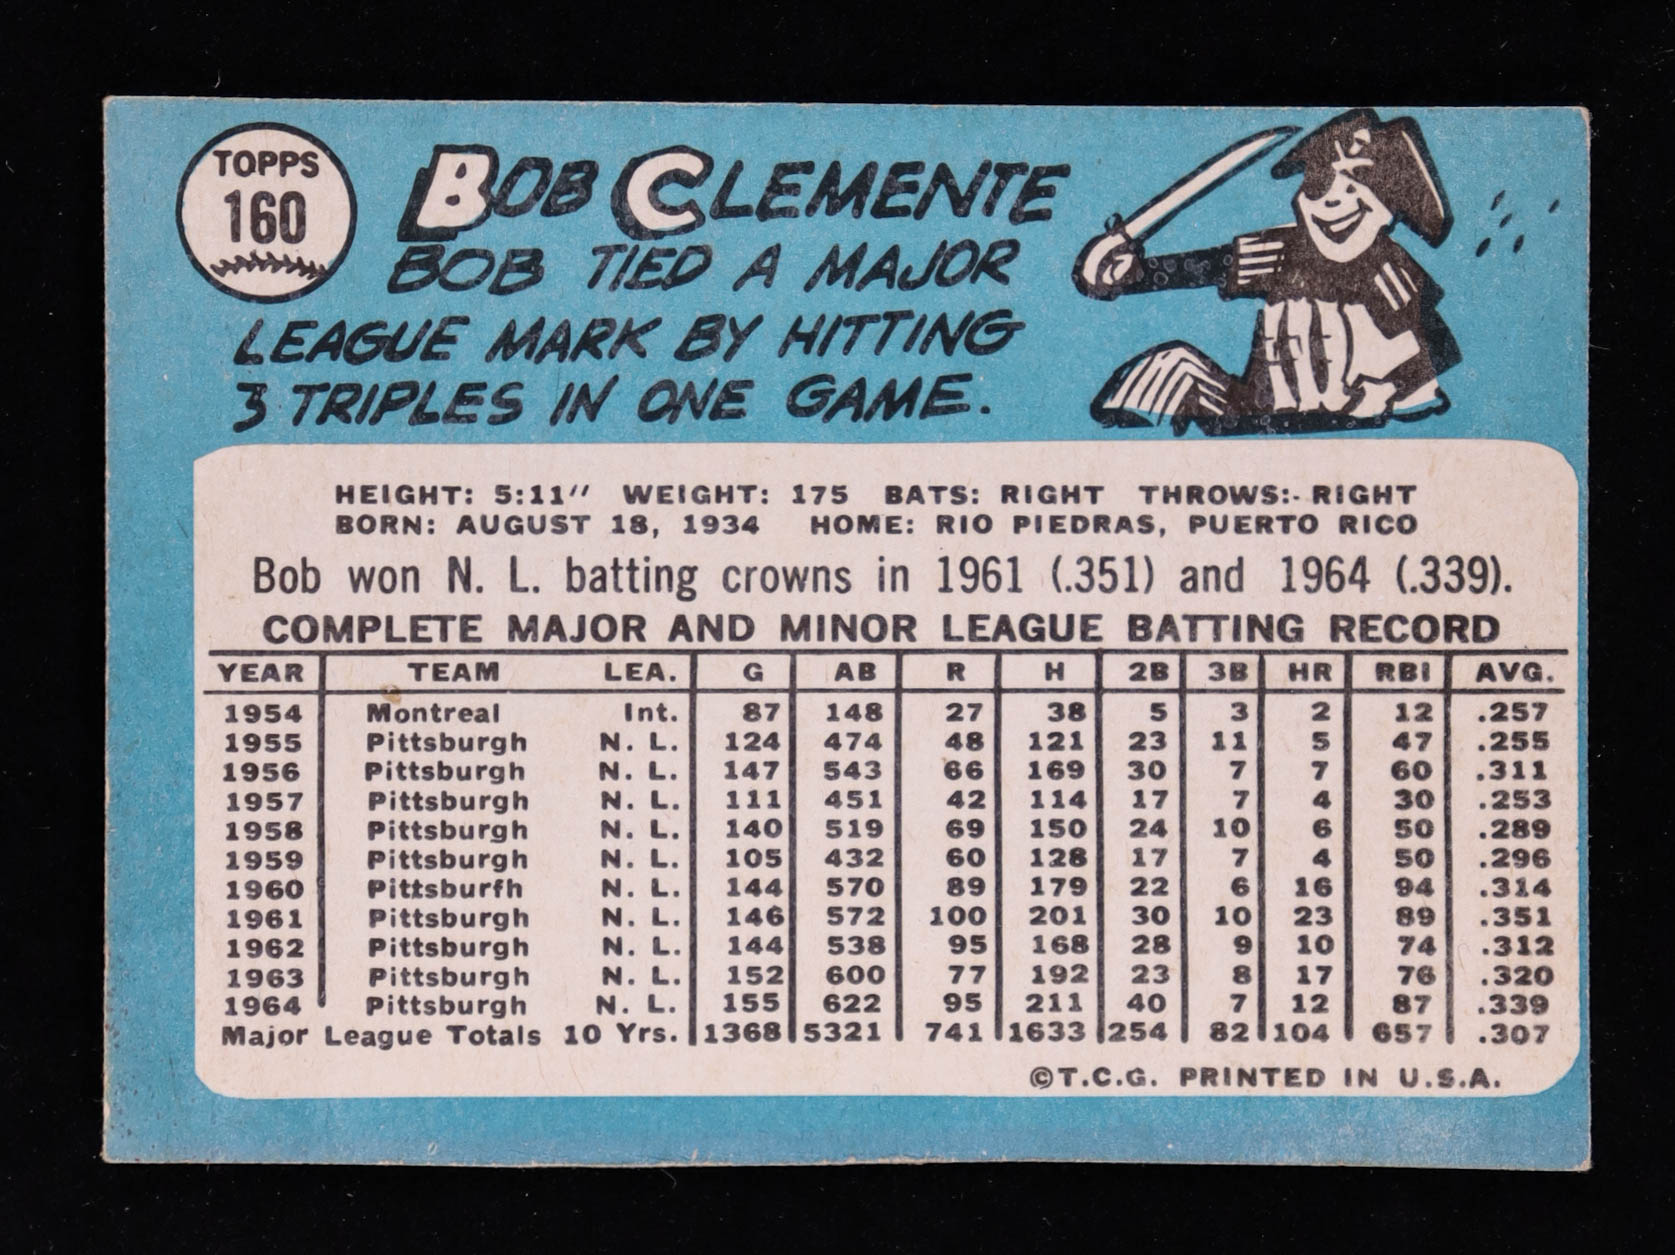 TOPPS
160
BOB CLEMENTE
BOB TIED A MAJOR
LEAGUE MARK BY HITTING
3 TRIPLES IN ONE GAME.
HEIGHT: 5:11" WEIGHT: 175 BATS: RIGHT THROWS: RIGHT
BORN: AUGUST 18, 1934 HOME: RIO PIEDRAS, PUERTO RICO
Bob won N. L. batting crowns in 1961 (.351) and 1964 (.339).
COMPLETE MAJOR AND MINOR LEAGUE BATTING RECORD
YEAR TEAM LEA. G AB R H 2B 3B HR RBI AVG.
1954 Montreal Int. 87 148 27 38 5 3 2 12 .257
1955 Pittsburgh N. L. 124 474 48 121 23 11 5 47 .255
1956 Pittsburgh N. L. 147 543 66 169 30 7 7 60 .311
1957 Pittsburgh N. L. 111 451 42 114 17 7 4 30 .253
1958 Pittsburgh N. L. 140 519 69 150 24 10 6 50 .289
1959 Pittsburgh N. L. 105 432 60 128 17 7 4 50 .296
1960 Pittsburfh N. L. 144 570 89 179 22 6 16 94 .314
1961 Pittsburgh N. L. 146 572 100 201 30 10 23 89 .351
1962 Pittsburgh N. L. 144 538 95 168 28 9 10 74 .312
1963 Pittsburgh N. L. 152 600 77 192 23 8 17 76 .320
1964 Pittsburgh N. L. 155 622 95 211 40 7 12 87 .339
Major League Totals 10 Yrs. 1368 5321 741 1633 254 82 104 657 .307
©T.C.G. PRINTED IN U.S.A.